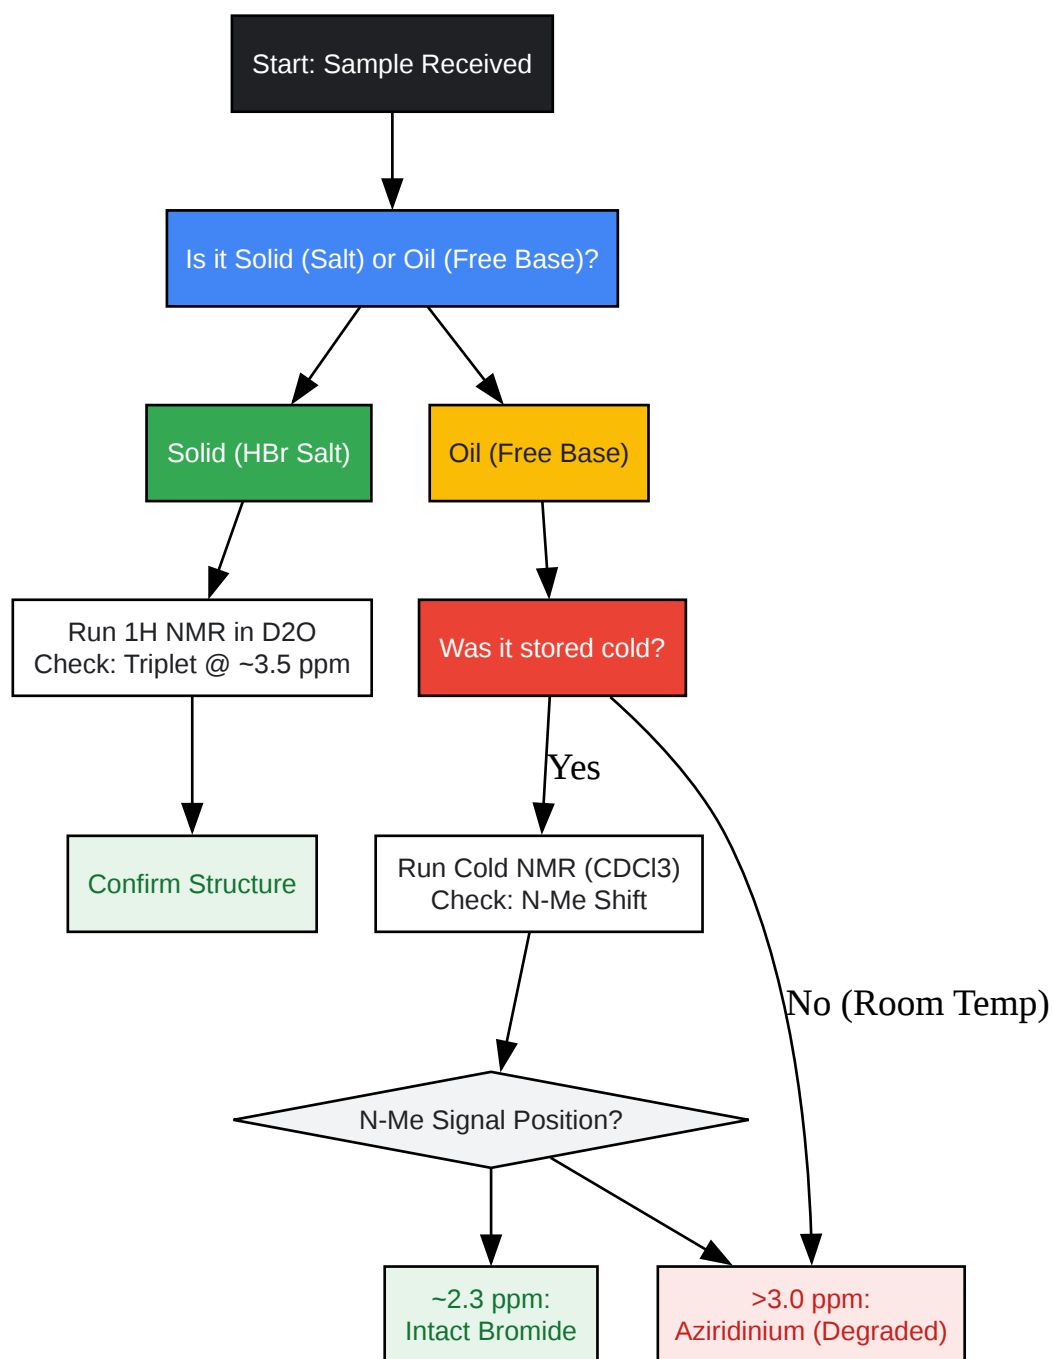 Start: Sample Received
Is it Solid (Salt) or Oil (Free Base)?
Solid (HBr Salt)
Oil (Free Base)
Run 1H NMR in D2O
Check: Triplet @ ~3.5 ppm
Was it stored cold?
Yes
Confirm Structure
Run Cold NMR (CDCl3)
Check: N-Me Shift
No (Room Temp)
N-Me Signal Position?
~2.3 ppm:
Intact Bromide
>3.0 ppm:
Aziridinium (Degraded)